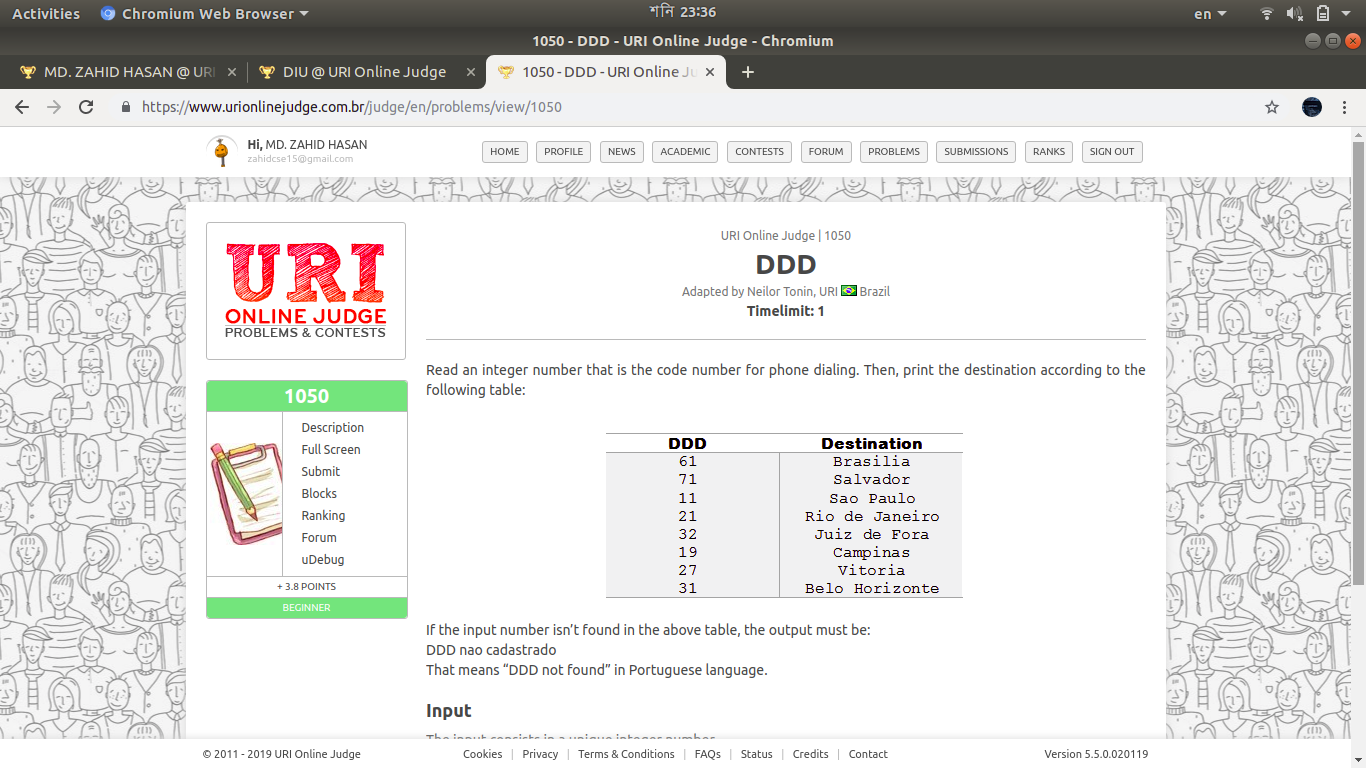 Activities Chromium Web Browser শনি 23:36 en
1050 - DDD - URI Online Judge - Chromium
MD. ZAHID HASAN @ URI DIU @ URI Online Judge 1050 - DDD - URI Online Ju
https://www.urionlinejudge.com.br/judge/en/problems/view/1050
Hi, MD. ZAHID HASAN
zahidcse15@gmail.com
HOME PROFILE NEWS ACADEMIC CONTESTS FORUM PROBLEMS SUBMISSIONS RANKS SIGN OUT
URI
ONLINE JUDGE
PROBLEMS & CONTESTS
1050
Description
Full Screen
Submit
Blocks
Ranking
Forum
uDebug
+ 3.8 POINTS
BEGINNER
URI Online Judge | 1050
DDD
Adapted by Neilor Tonin, URI Brazil
Timelimit: 1
Read an integer number that is the code number for phone dialing. Then, print the destination according to the
following table:
DDD Destination
61 Brasilia
71 Salvador
11 Sao Paulo
21 Rio de Janeiro
32 Juiz de Fora
19 Campinas
27 Vitoria
31 Belo Horizonte
If the input number isn’t found in the above table, the output must be:
DDD nao cadastrado
That means “DDD not found” in Portuguese language.
Input
The input consists in a unique integer number.
© 2011 - 2019 URI Online Judge Cookies | Privacy | Terms & Conditions | FAQs | Status | Credits | Contact Version 5.5.0.020119